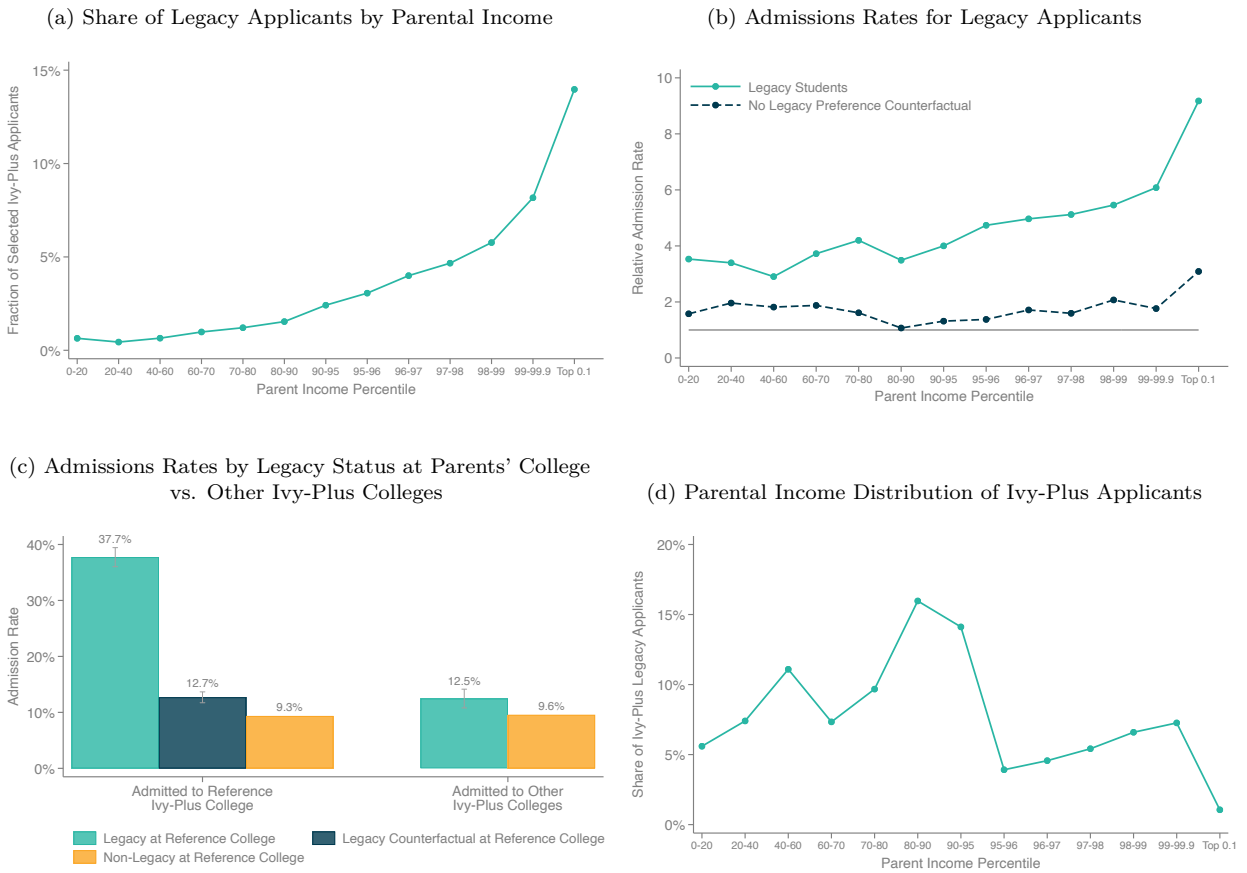 (a) Share of Legacy Applicants by Parental Income
Fraction of Selected Ivy-Plus Applicants
15%
10%
5%
0%
0-20 20-40 40-60 60-70 70-80 80-90 90-95 95-96 96-97 97-98 98-99 99-99.9 Top 0.1
Parent Income Percentile
(b) Admissions Rates for Legacy Applicants
Relative Admission Rate
10
8
6
4
2
0
Legacy Students
No Legacy Preference Counterfactual
0-20 20-40 40-60 60-70 70-80 80-90 90-95 95-96 96-97 97-98 98-99 99-99.9 Top 0.1
Parent Income Percentile
(c) Admissions Rates by Legacy Status at Parents' College
vs. Other Ivy-Plus Colleges
Admission Rate
40%
30%
20%
10%
0%
37.7%
12.7%
9.3%
12.5%
9.6%
Admitted to Reference
Ivy-Plus College
Admitted to Other
Ivy-Plus Colleges
Legacy at Reference College
Legacy Counterfactual at Reference College
Non-Legacy at Reference College
(d) Parental Income Distribution of Ivy-Plus Applicants
Share of Ivy-Plus Legacy Applicants
20%
15%
10%
5%
0%
0-20 20-40 40-60 60-70 70-80 80-90 90-95 95-96 96-97 97-98 98-99 99-99.9 Top 0.1
Parent Income Percentile